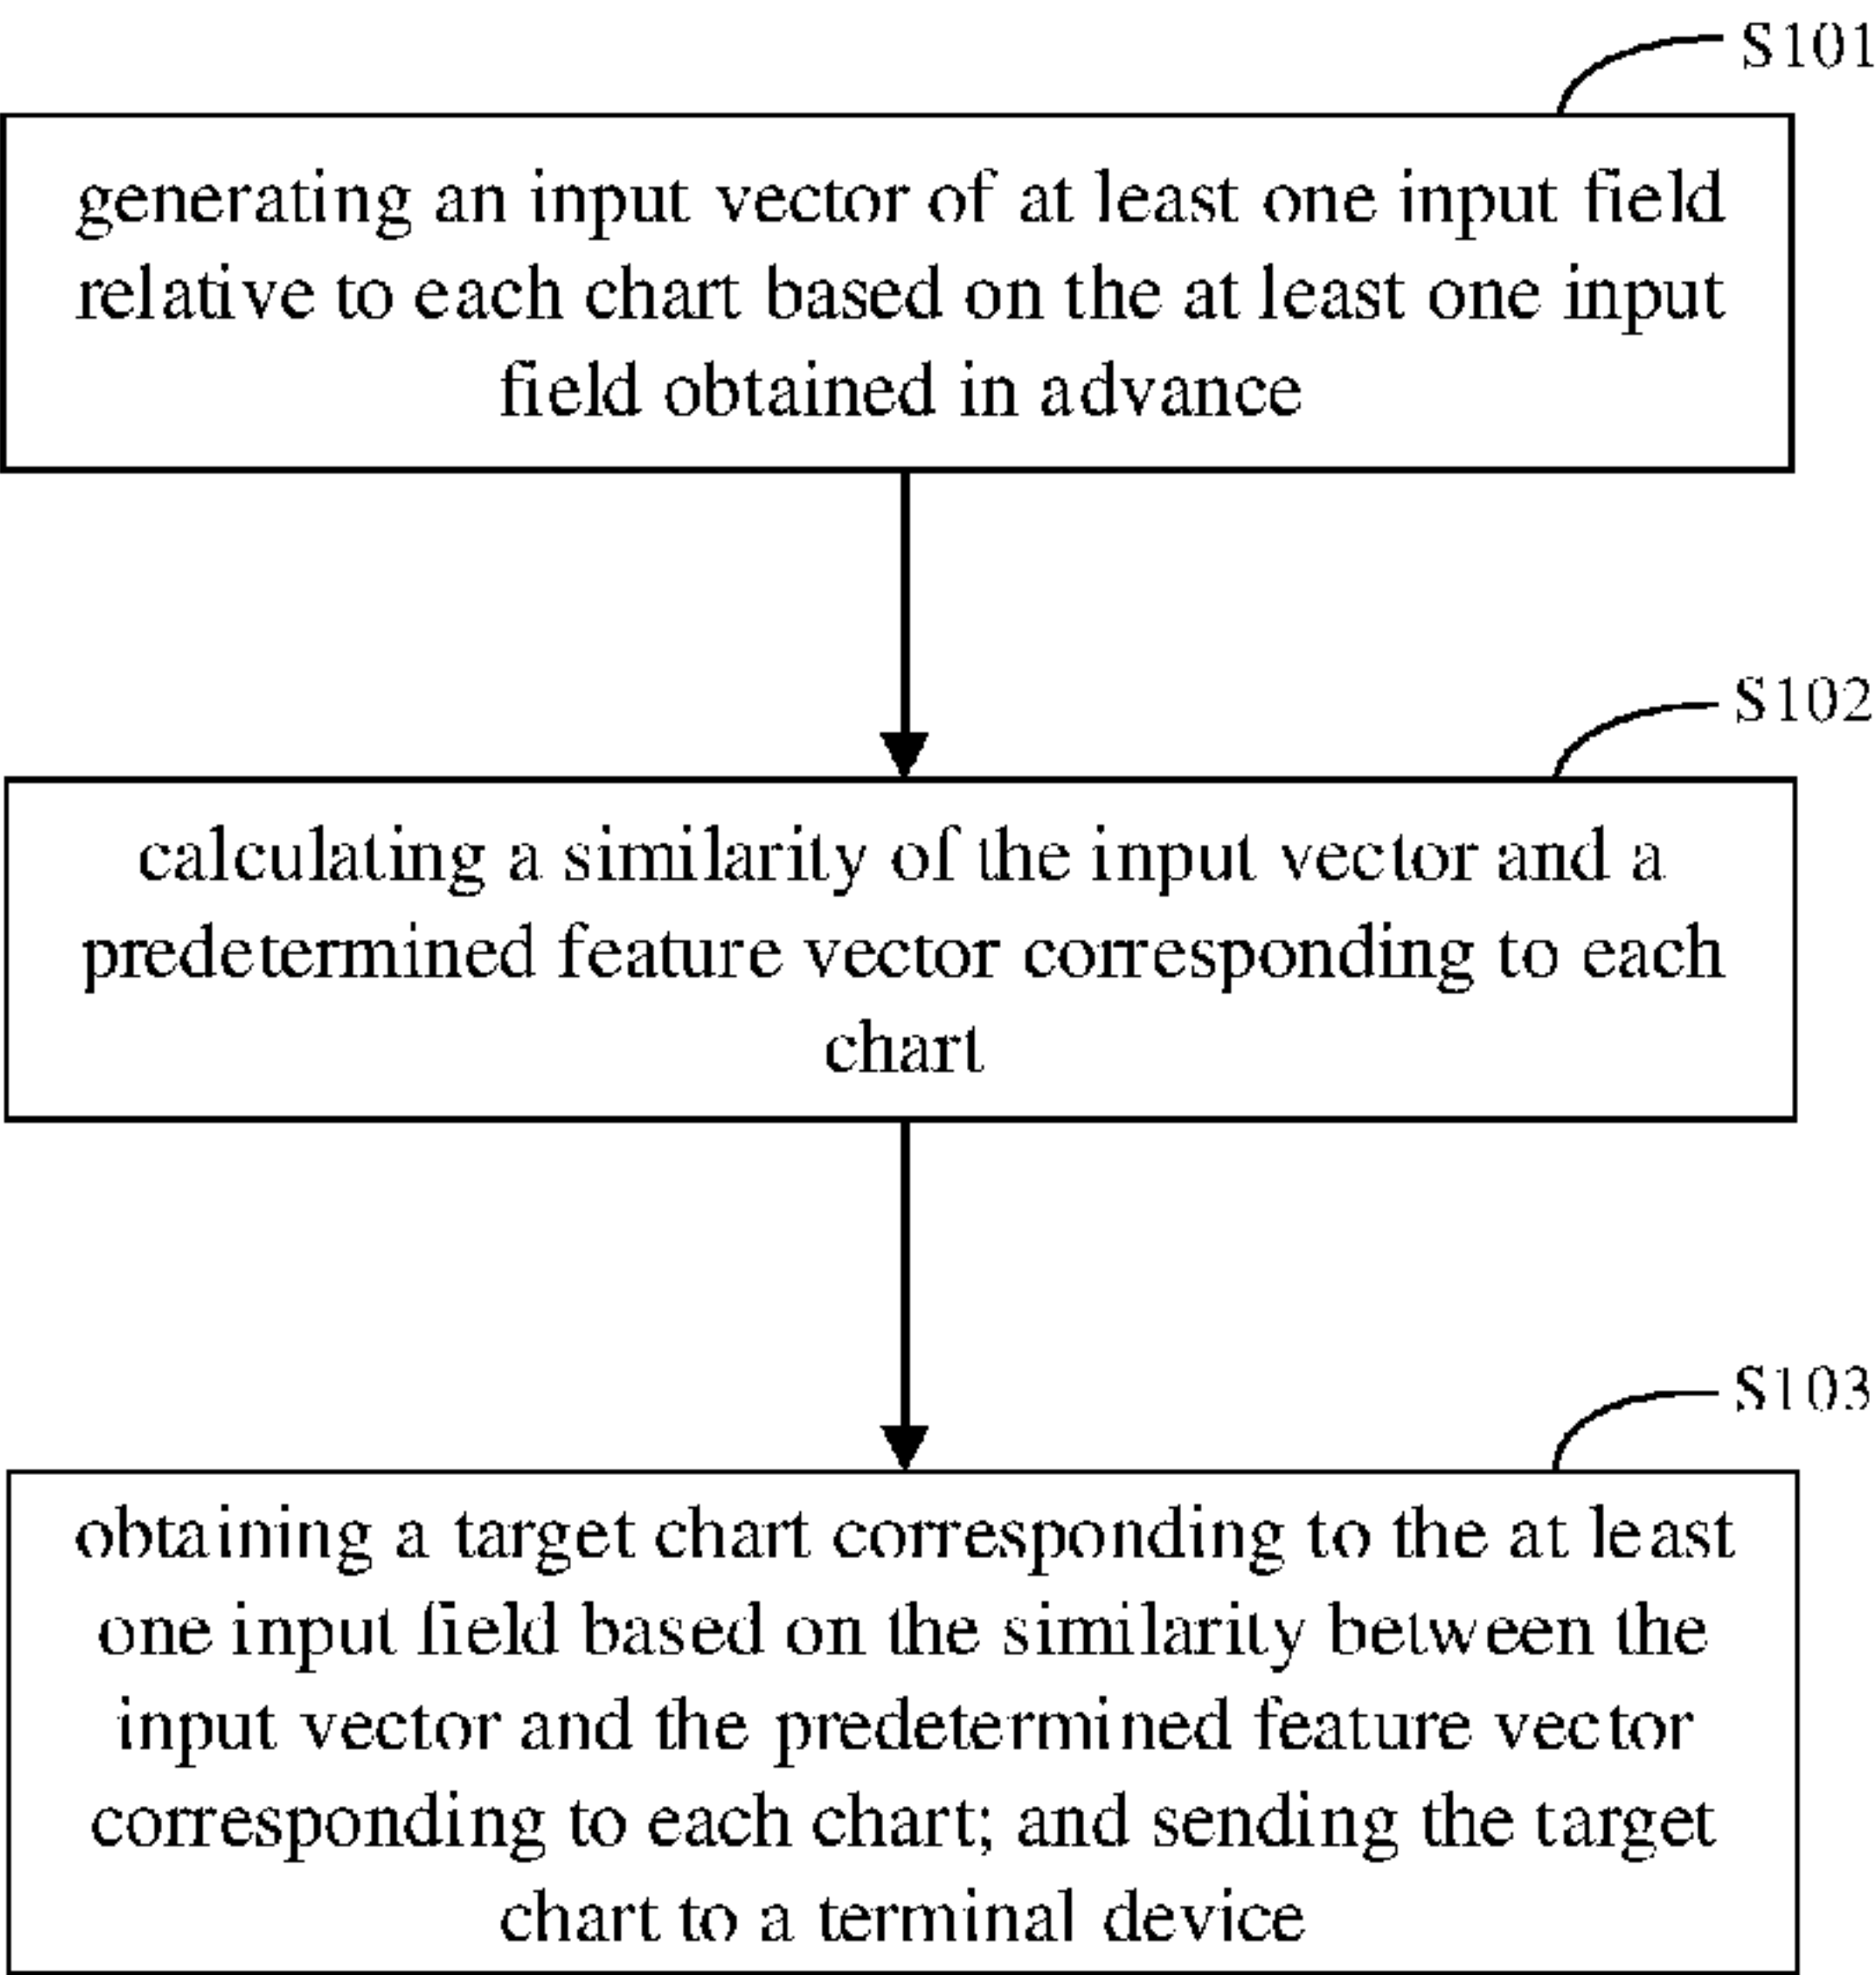 S101
generating an input vector of at least one input field
relative to each chart based on the at least one input
field obtained in advance
S102
calculating a similarity of the input vector and a
predetermined feature vector corresponding to each
chart
S103
obtaining a target chart corresponding to the at least
one input field based on the similarity between the
input vector and the predetermined feature vector
corresponding to each chart; and sending the target
chart to a terminal device